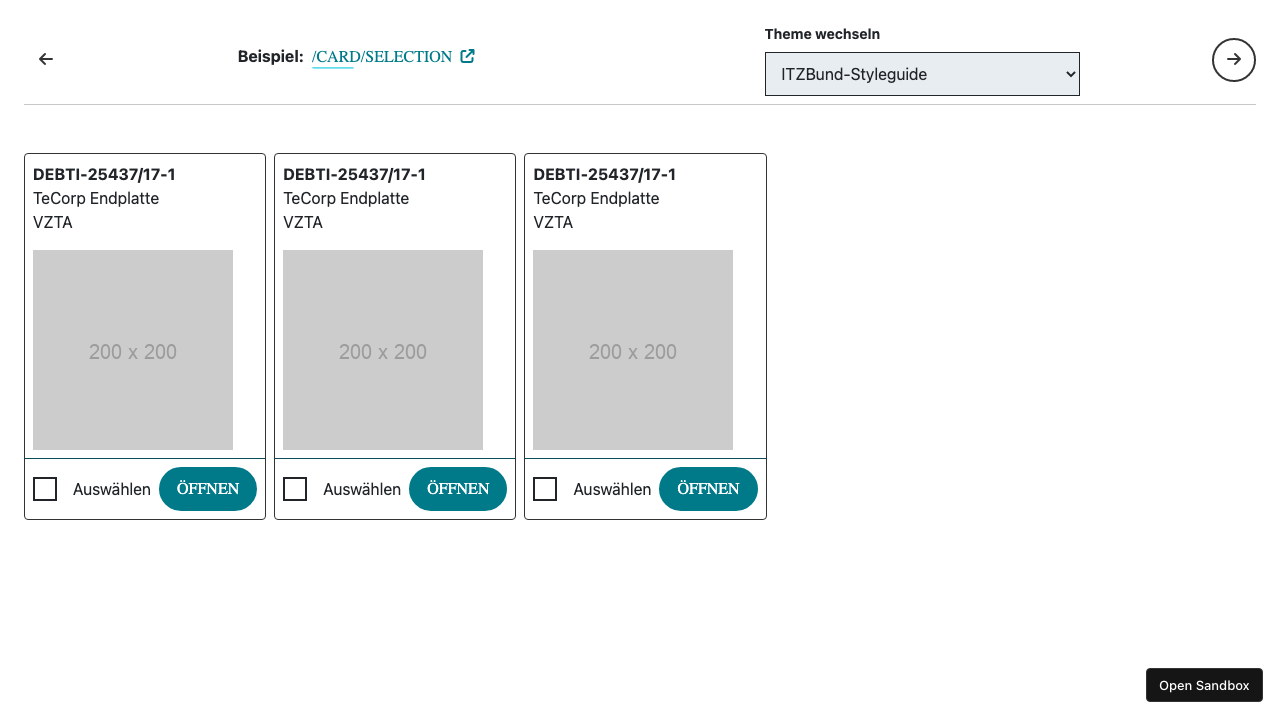 Beispiel: /CARD/SELECTION
Theme wechseln
ITZBund-Styleguide
DEBTI-25437/17-1
TeCorp Endplatte
VZTA
200 x 200
Auswählen ÖFFNEN
DEBTI-25437/17-1
TeCorp Endplatte
VZTA
200 x 200
Auswählen ÖFFNEN
DEBTI-25437/17-1
TeCorp Endplatte
VZTA
200 x 200
Auswählen ÖFFNEN
Open Sandbox